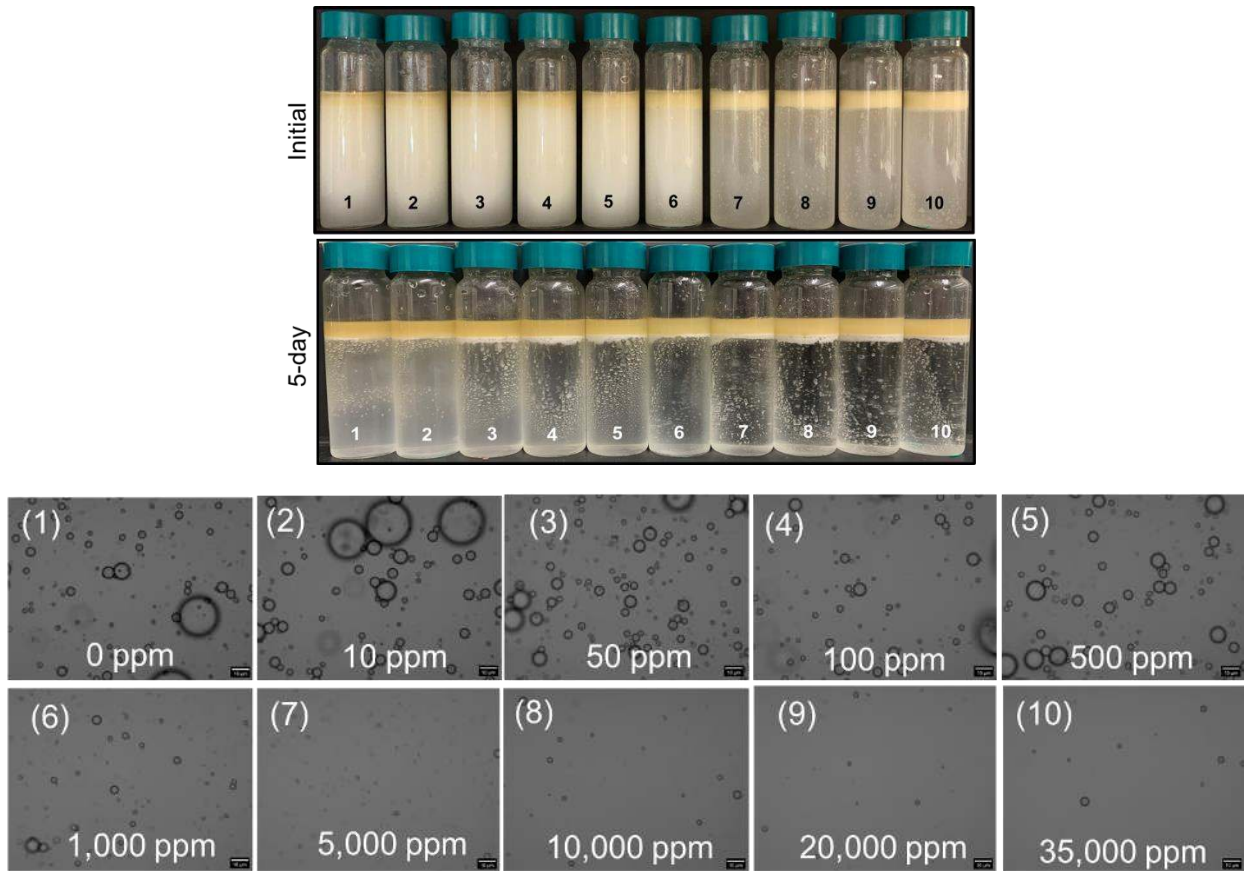 Initial
1 2 3 4 5 6 7 8 9 10
5-day
1 2 3 4 5 6 7 8 9 10
(1) (2) (3) (4) (5)
0 ppm 10 ppm 50 ppm 100 ppm 500 ppm
(6) (7) (8) (9) (10)
1,000 ppm 5,000 ppm 10,000 ppm 20,000 ppm 35,000 ppm